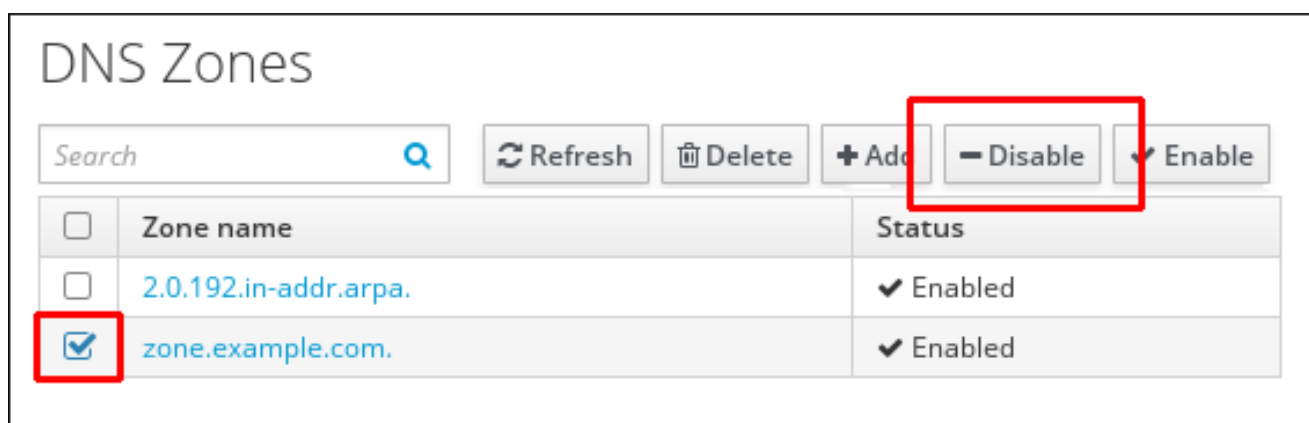 DNS Zones
Search Refresh Delete Add Disable Enable
Zone name Status
2.0.192.in-addr.arpa. Enabled
zone.example.com. Enabled